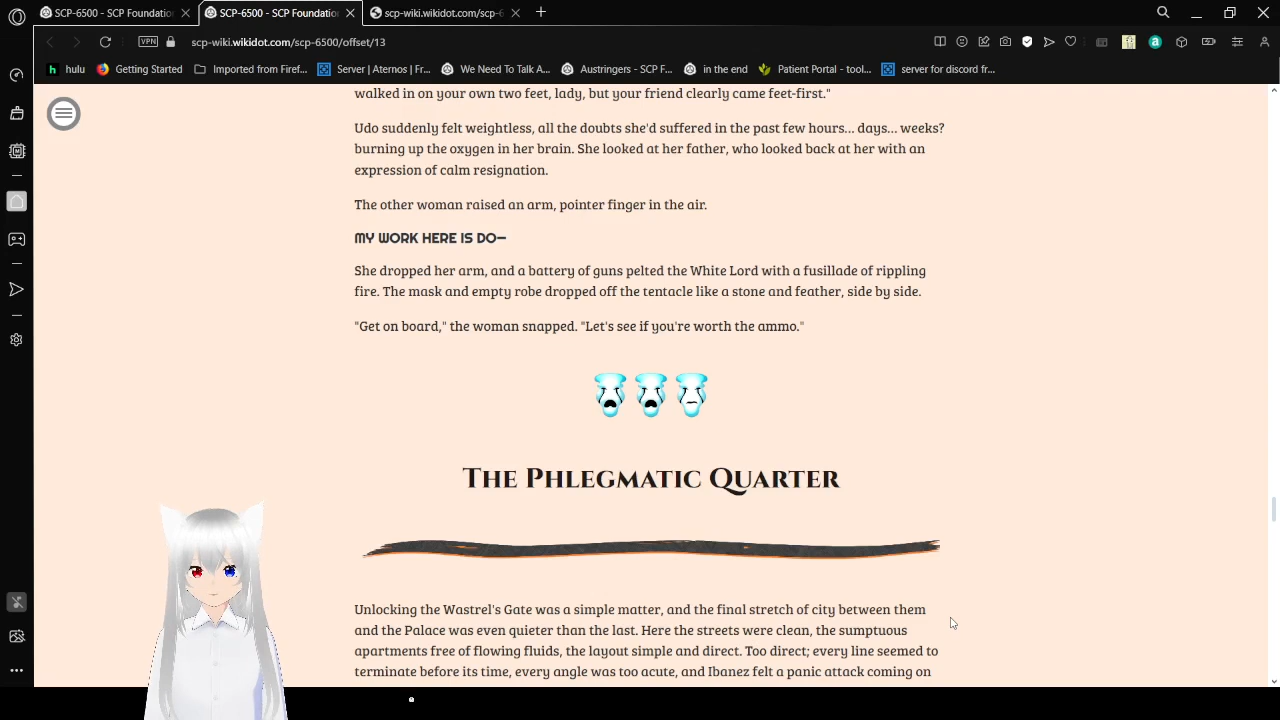 SCP-6500 - SCP Foundatio
SCP-6500 - SCP Foundatio
scp-wiki.wikidot.com/scp-6
VPN
scp-wiki.wikidot.com/scp-6500/offset/13
hulu
Getting Started
Imported from Firef...
Server | Aternos | Fr...
We Need To Talk A...
Austringers - SCP F...
in the end
Patient Portal - tool...
server for discord fr...
walked in on your own two feet, lady, but your friend clearly came feet-first."
Udo suddenly felt weightless, all the doubts she'd suffered in the past few hours… days… weeks?
burning up the oxygen in her brain. She looked at her father, who looked back at her with an
expression of calm resignation.
The other woman raised an arm, pointer finger in the air.
MY WORK HERE IS DO—
She dropped her arm, and a battery of guns pelted the White Lord with a fusillade of rippling
fire. The mask and empty robe dropped off the tentacle like a stone and feather, side by side.
"Get on board," the woman snapped. "Let's see if you're worth the ammo."
The Phlegmatic Quarter
Unlocking the Wastrel's Gate was a simple matter, and the final stretch of city between them
and the Palace was even quieter than the last. Here the streets were clean, the sumptuous
apartments free of flowing fluids, the layout simple and direct. Too direct; every line seemed to
terminate before its time, every angle was too acute, and Ibanez felt a panic attack coming on